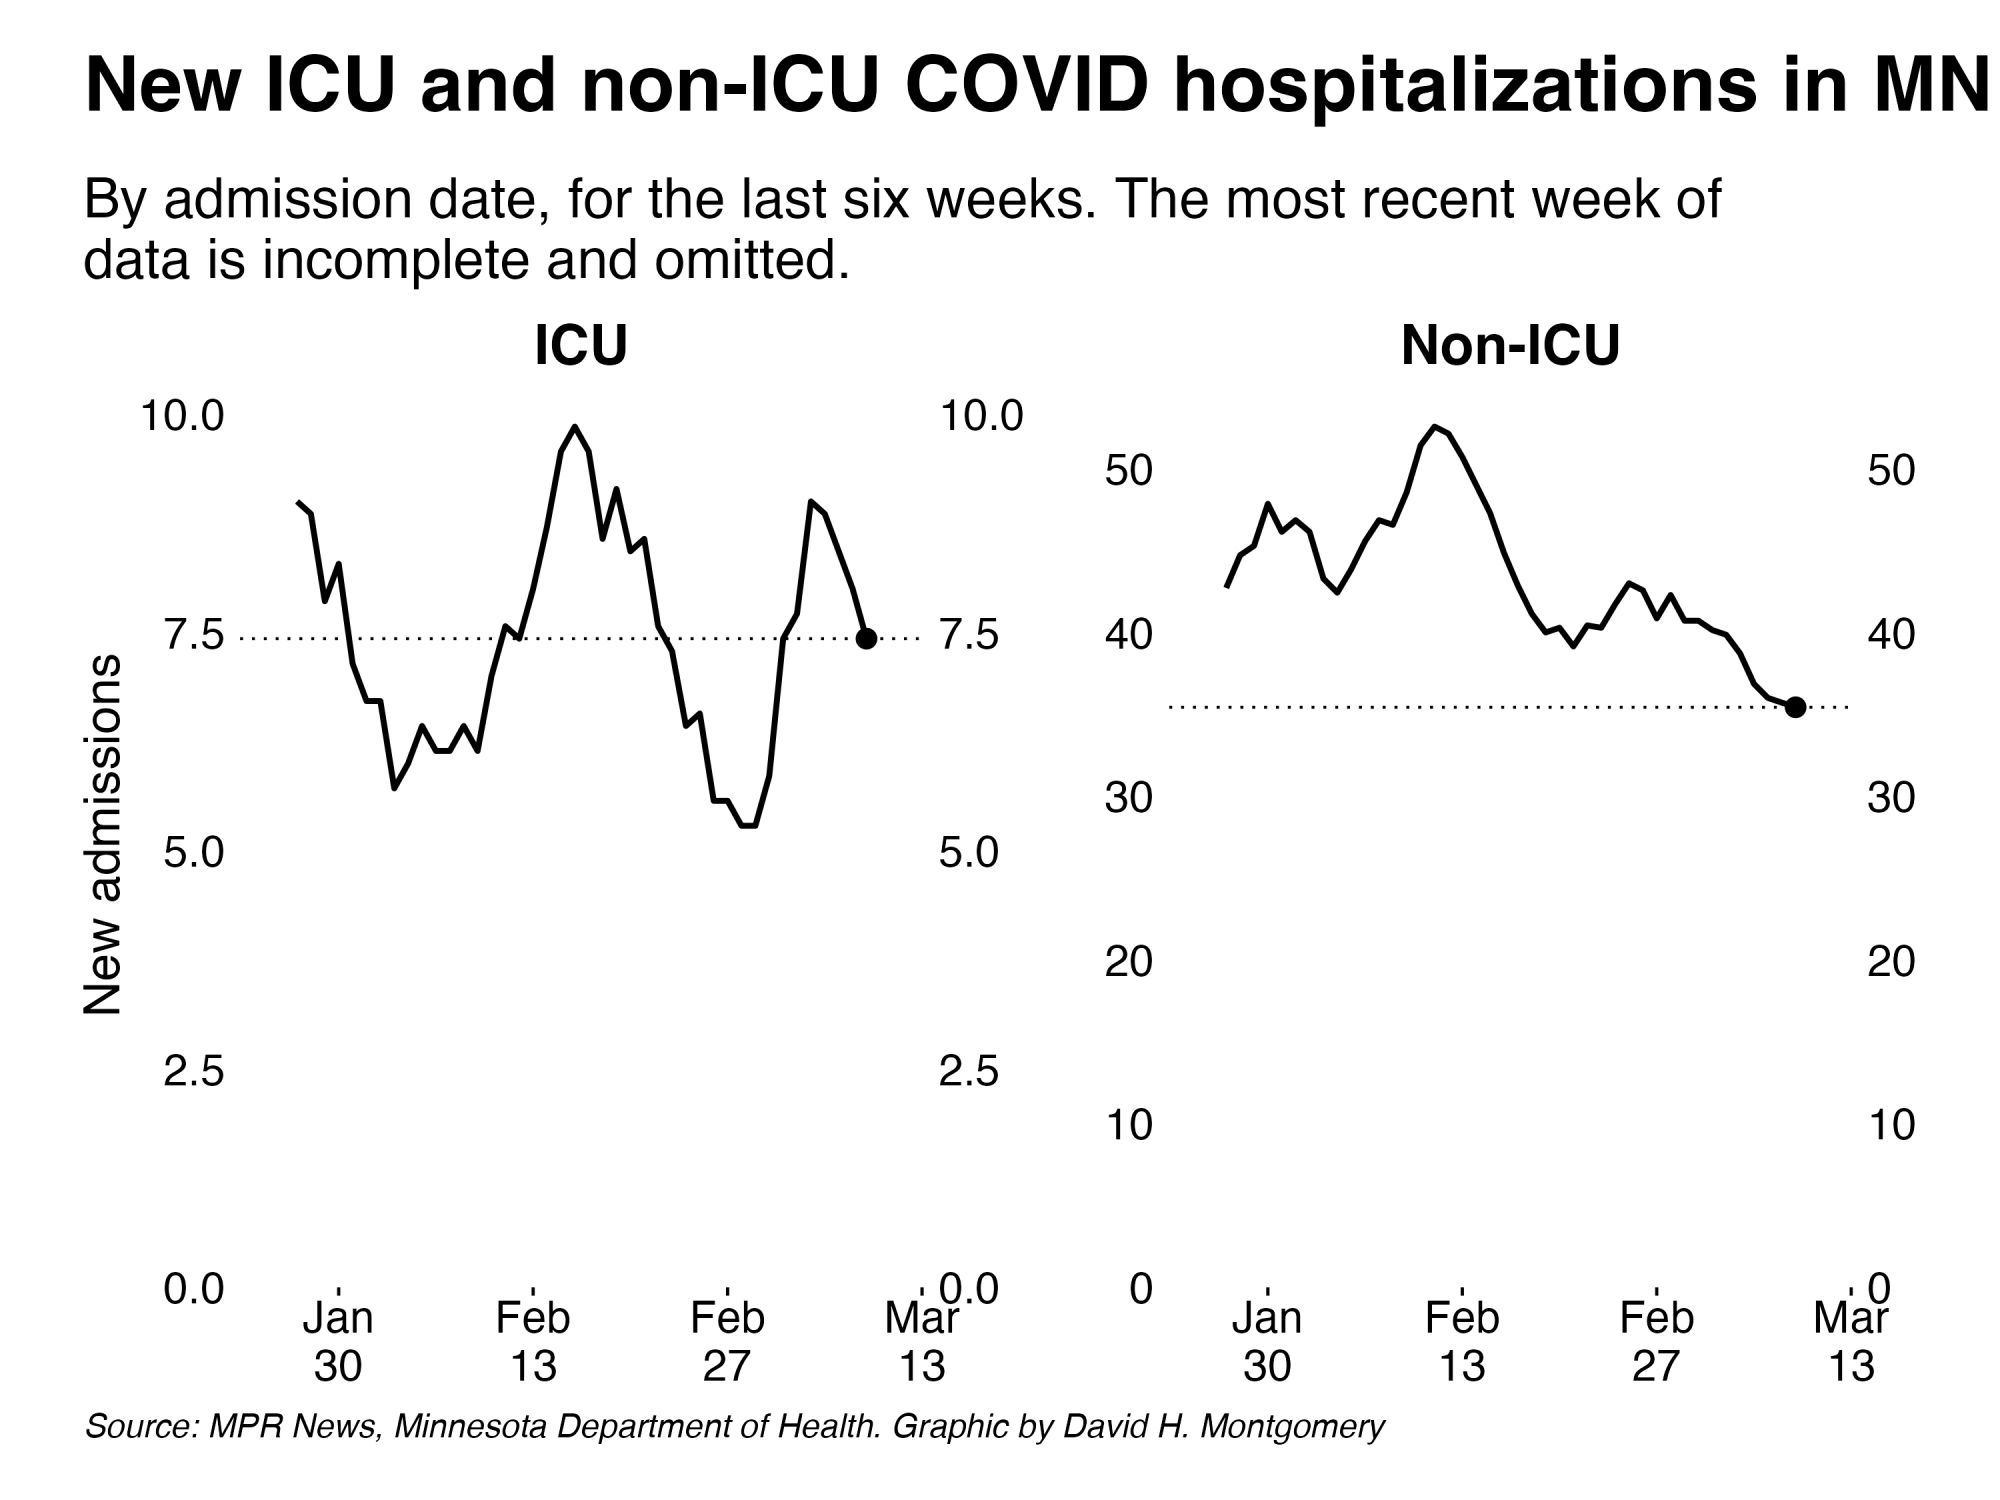 New ICU and non-ICU COVID hospitalizations in MN
By admission date, for the last six weeks. The most recent week of
data is incomplete and omitted.
ICU
Non-ICU
New admissions
10.0
7.5
5.0
2.5
0.0
10.0
7.5
5.0
2.5
0.0
Jan
30
Feb
13
Feb
27
Mar
13
50
40
30
20
10
0
50
40
30
20
10
0
Jan
30
Feb
13
Feb
27
Mar
13
Source: MPR News, Minnesota Department of Health. Graphic by David H. Montgomery